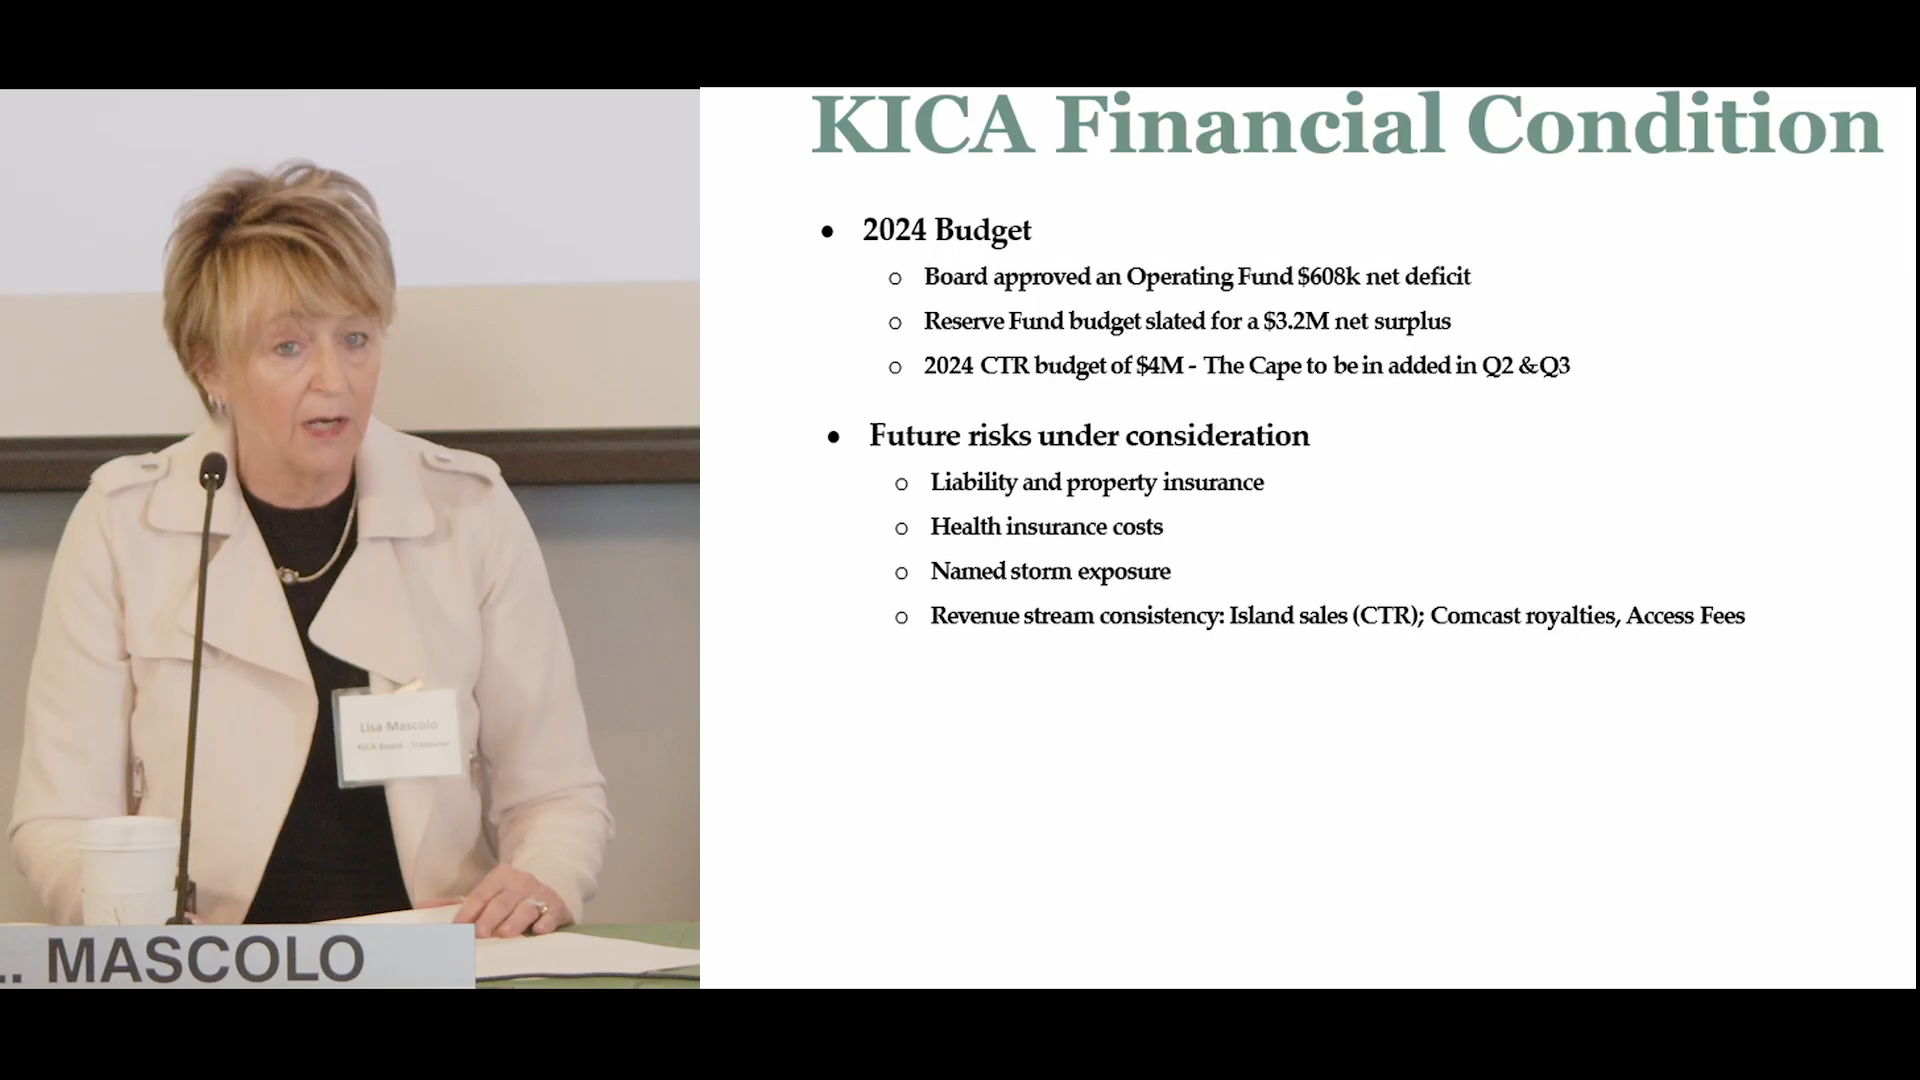 KICA Financial Condition
• 2024 Budget
o Board approved an Operating Fund $608k net deficit
o Reserve Fund budget slated for a $3.2M net surplus
o 2024 CTR budget of $4M - The Cape to be in added in Q2 &Q3
• Future risks under consideration
o Liability and property insurance
o Health insurance costs
o Named storm exposure
o Revenue stream consistency: Island sales (CTR); Comcast royalties, Access Fees
Lisa Mascolo
KICA Board - Treasurer
. MASCOLO